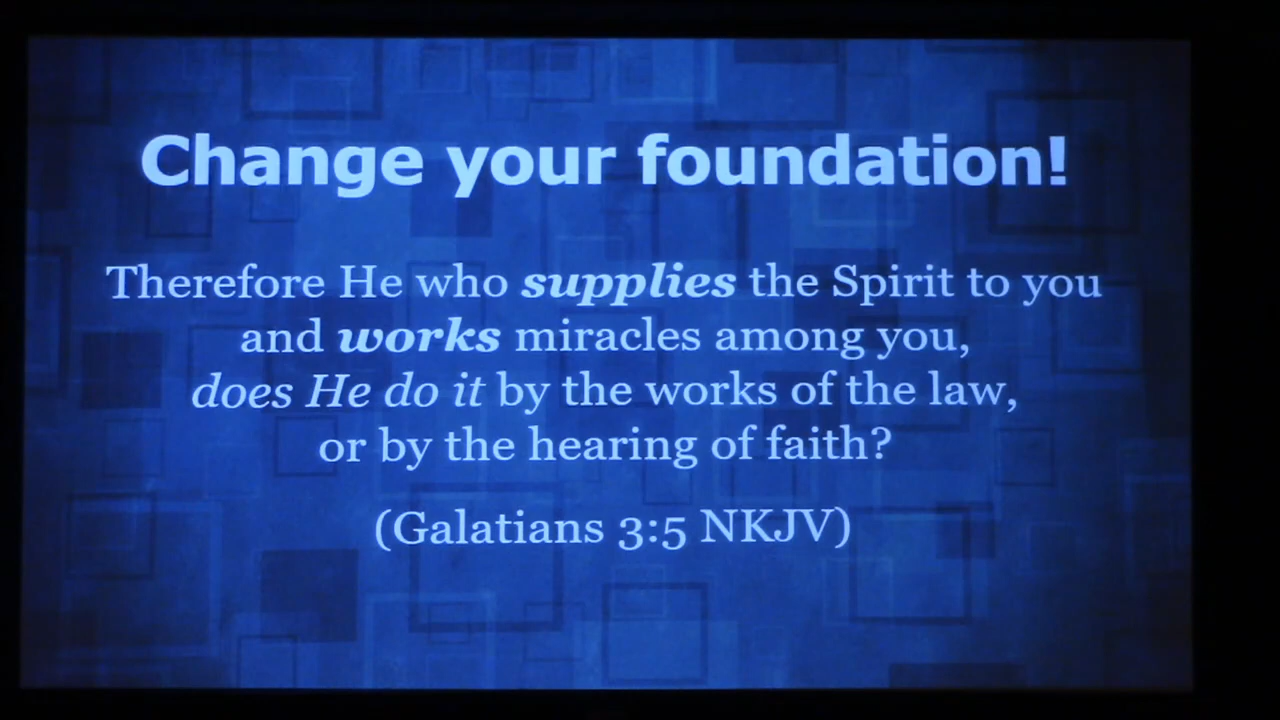 Change your foundation!
Therefore He who supplies the Spirit to you
and works miracles among you,
does He do it by the works of the law,
or by the hearing of faith?
(Galatians 3:5 NKJV)